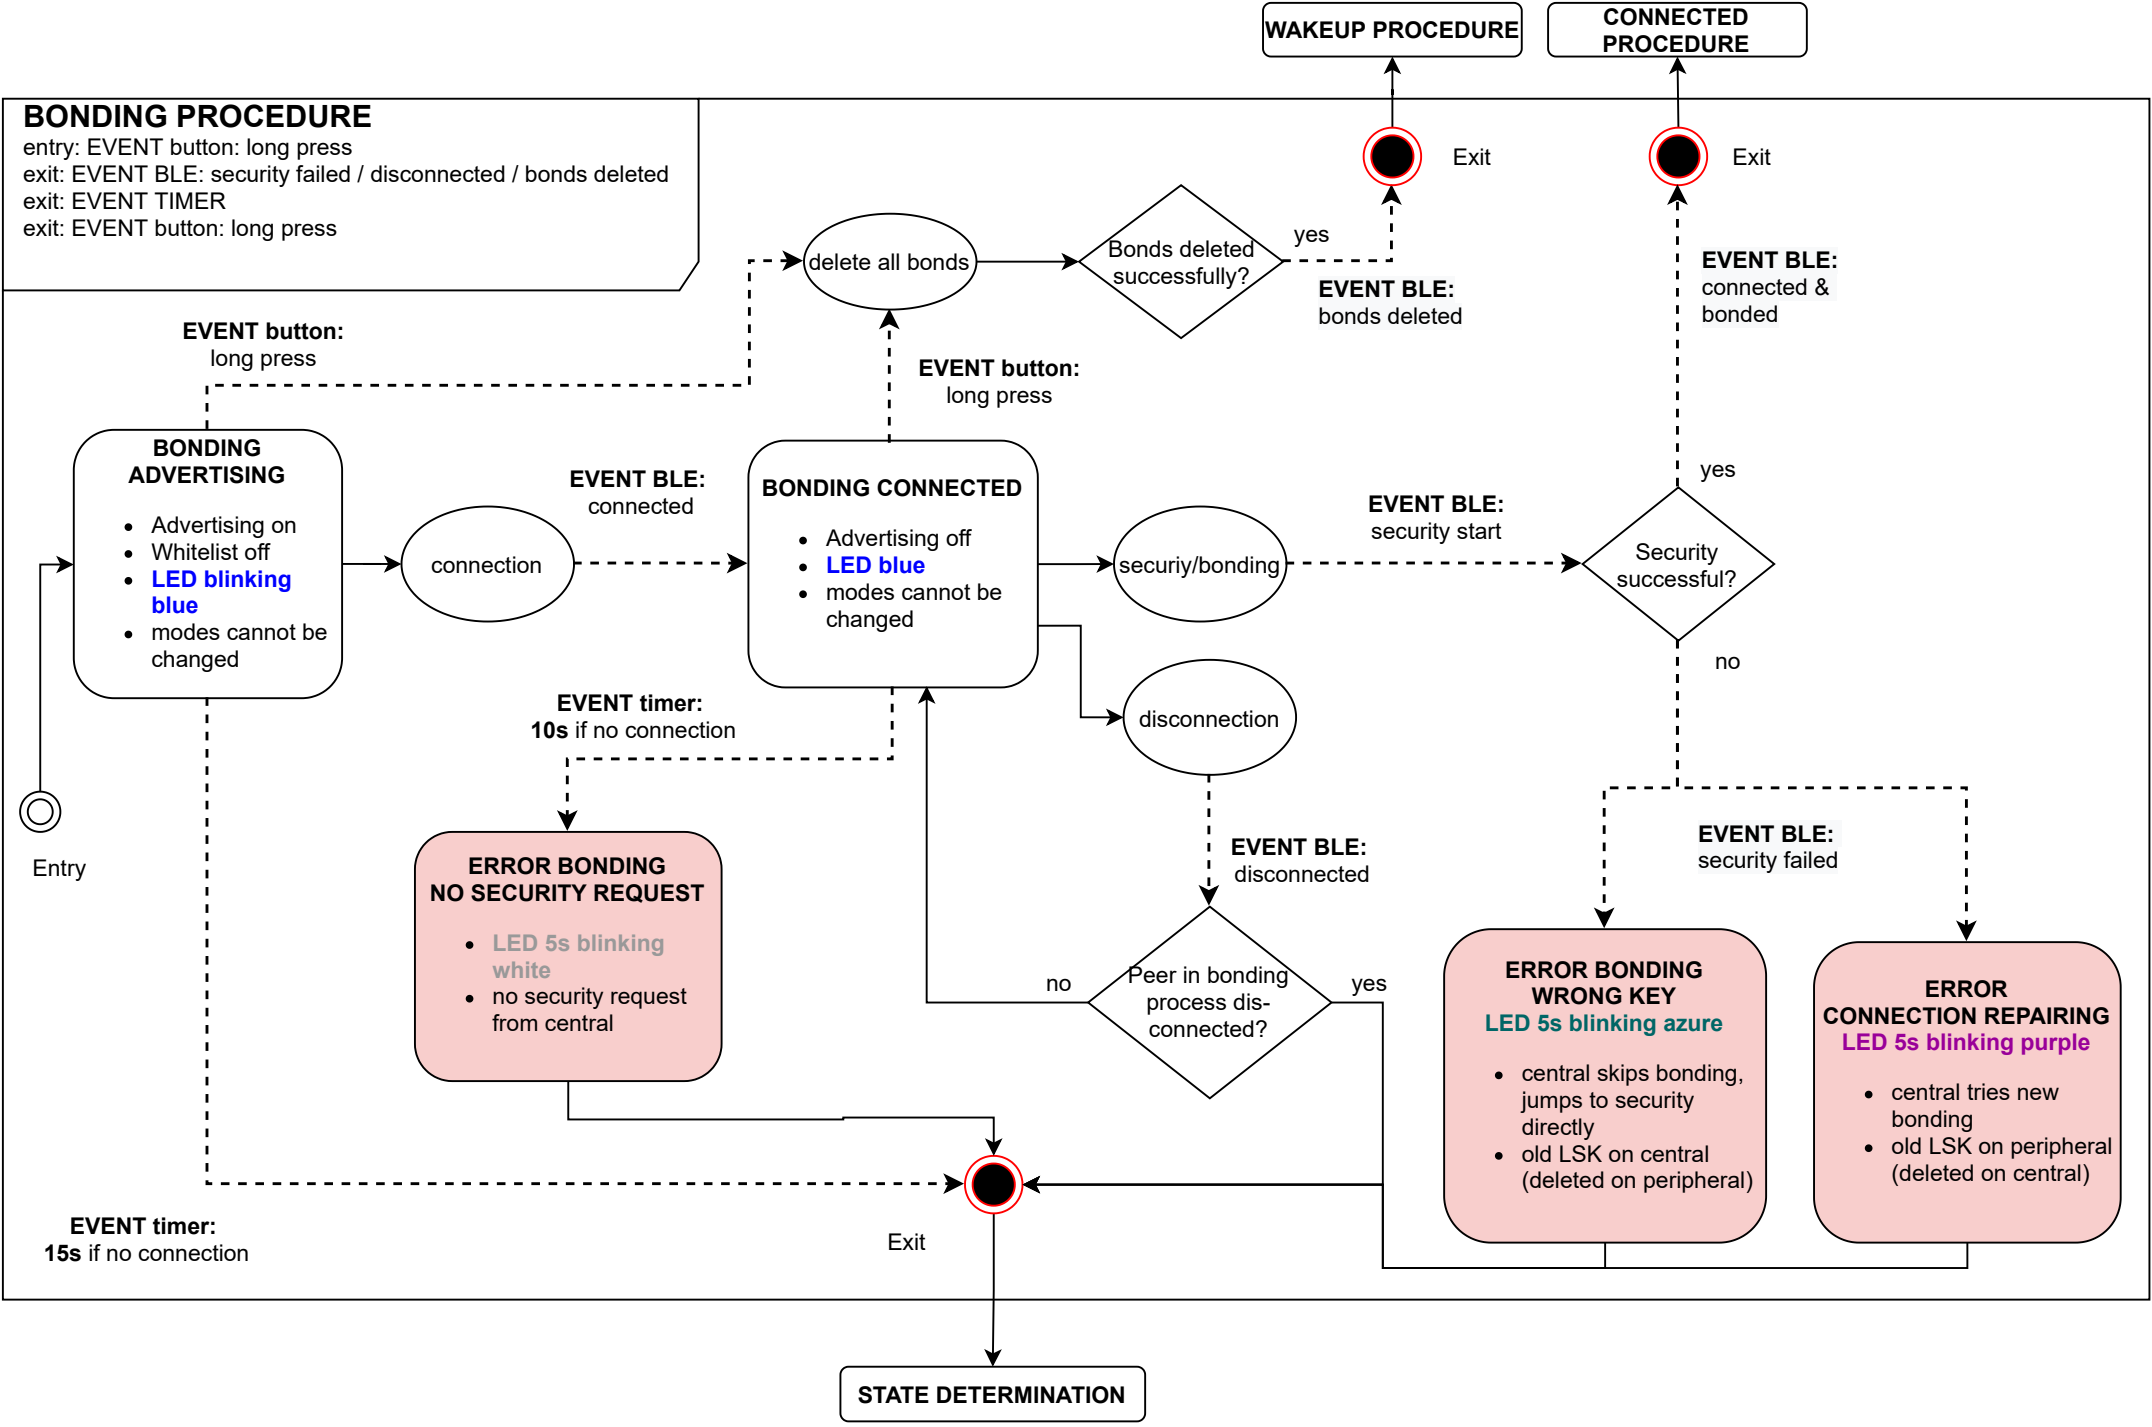 WAKEUP PROCEDURE
CONNECTED
PROCEDURE
BONDING PROCEDURE
entry: EVENT button: long press
exit: EVENT BLE: security failed / disconnected / bonds deleted
exit: EVENT TIMER
exit: EVENT button: long press
Exit
Exit
delete all bonds
Bonds deleted
successfully?
yes
EVENT BLE:
bonds deleted
EVENT BLE:
connected &
bonded
EVENT button:
long press
EVENT button:
long press
BONDING
ADVERTISING
Advertising on
Whitelist off
LED blinking
blue
modes cannot be
changed
connection
EVENT BLE:
connected
BONDING CONNECTED
Advertising off
LED blue
modes cannot be
changed
securiy/bonding
EVENT BLE:
security start
yes
Security
successful?
no
disconnection
EVENT timer:
10s if no connection
Entry
ERROR BONDING
NO SECURITY REQUEST
LED 5s blinking
white
no security request
from central
EVENT BLE:
disconnected
no
Peer in bonding
process dis-
connected?
yes
EVENT BLE:
security failed
ERROR BONDING
WRONG KEY
LED 5s blinking azure
central skips bonding,
jumps to security
directly
old LSK on central
(deleted on peripheral)
ERROR
CONNECTION REPAIRING
LED 5s blinking purple
central tries new
bonding
old LSK on peripheral
(deleted on central)
EVENT timer:
15s if no connection
Exit
STATE DETERMINATION